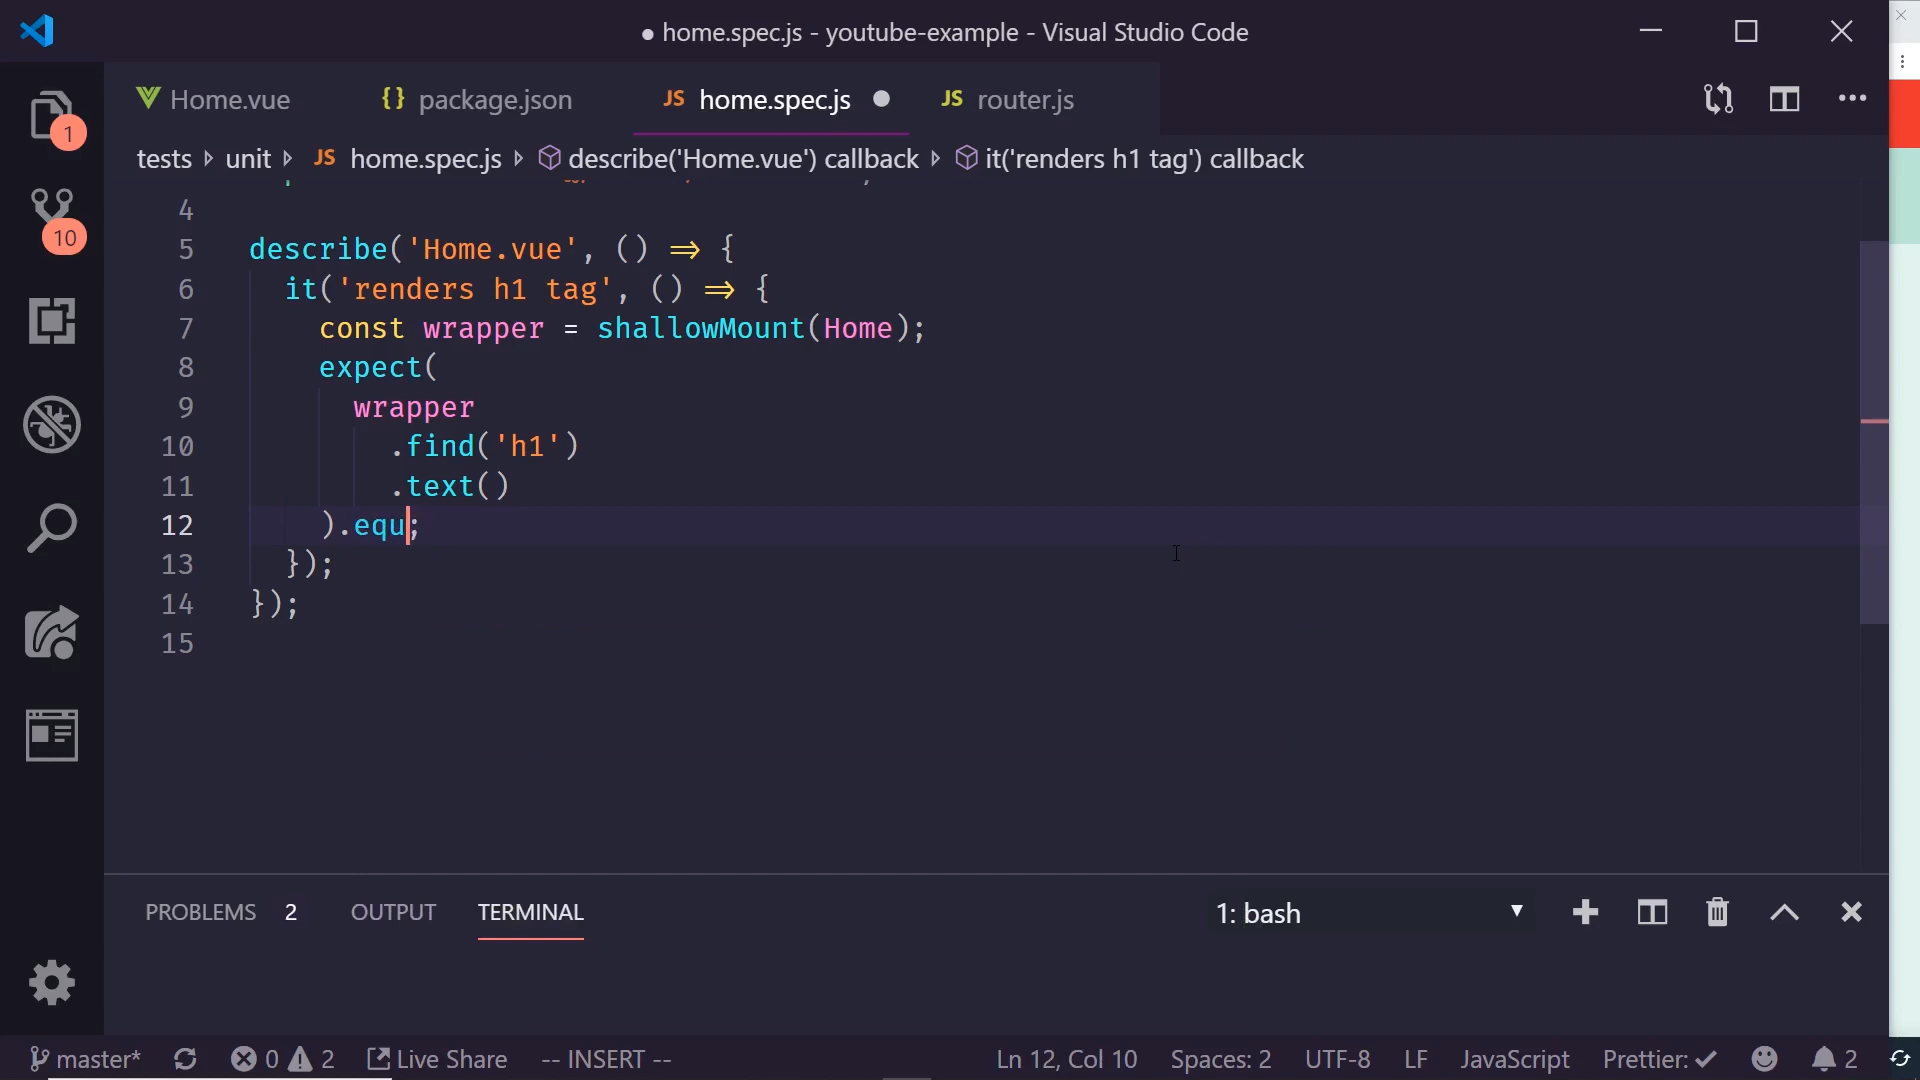 ● home.spec.js - youtube-example - Visual Studio Code
Home.vue {} package.json JS home.spec.js ● JS router.js
tests unit JS home.spec.js describe('Home.vue') callback it('renders h1 tag') callback
1
10
4
5 describe('Home.vue', () => {
6 it('renders h1 tag', () => {
7 const wrapper = shallowMount(Home);
8 expect(
9 wrapper
10 .find('h1')
11 .text()
12 ).equ;
13 });
14 });
15
PROBLEMS 2 OUTPUT TERMINAL 1: bash
master* 0 2 Live Share -- INSERT -- Ln 12, Col 10 Spaces: 2 UTF-8 LF JavaScript Prettier: ✓ 2